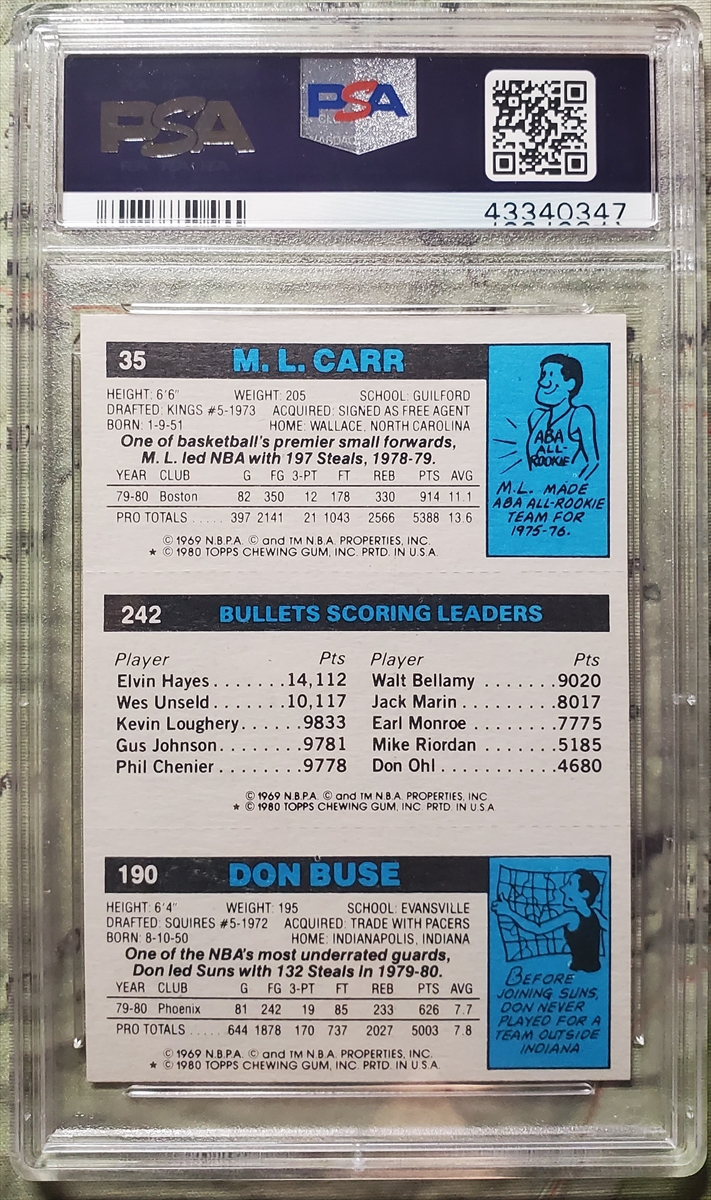 PSA
PSA
43340347
35 M. L. CARR
HEIGHT: 6'6" WEIGHT: 205 SCHOOL: GUILFORD
DRAFTED: KINGS #5-1973 ACQUIRED: SIGNED AS FREE AGENT
BORN: 1-9-51 HOME: WALLACE, NORTH CAROLINA
One of basketball's premier small forwards,
M. L. led NBA with 197 Steals, 1978-79.
YEAR CLUB G FG 3-PT FT REB PTS AVG
79-80 Boston 82 350 12 178 330 914 11.1
PRO TOTALS ..... 397 2141 21 1043 2566 5388 13.6
© 1969 N.B.P.A. © and TM N.B.A. PROPERTIES, INC.
★ © 1980 TOPPS CHEWING GUM, INC. PRTD. IN U.S.A.
ABA
ALL-
ROOKIE
M.L. MADE
ABA ALL-ROOKIE
TEAM FOR
1975-76.
242 BULLETS SCORING LEADERS
Player Pts Player Pts
Elvin Hayes.......14,112 Walt Bellamy.......9020
Wes Unseld.......10,117 Jack Marin.........8017
Kevin Loughery......9833 Earl Monroe........7775
Gus Johnson........9781 Mike Riordan.......5185
Phil Chenier........9778 Don Ohl...........4680
© 1969 N.B.P.A. © and TM N.B.A. PROPERTIES, INC
★ © 1980 TOPPS CHEWING GUM, INC. PRTD. IN U.S.A
190 DON BUSE
HEIGHT: 6'4" WEIGHT: 195 SCHOOL: EVANSVILLE
DRAFTED: SQUIRES #5-1972 ACQUIRED: TRADE WITH PACERS
BORN: 8-10-50 HOME: INDIANAPOLIS, INDIANA
One of the NBA's most underrated guards,
Don led Suns with 132 Steals in 1979-80.
YEAR CLUB G FG 3-PT FT REB PTS AVG
79-80 Phoenix 81 242 19 85 233 626 7.7
PRO TOTALS ..... 644 1878 170 737 2027 5003 7.8
© 1969 N.B.P.A. © and TM N.B.A. PROPERTIES, INC.
★ © 1980 TOPPS CHEWING GUM, INC. PRTD. IN U.S.A.
BEFORE
JOINING SUNS,
DON NEVER
PLAYED FOR A
TEAM OUTSIDE
INDIANA.